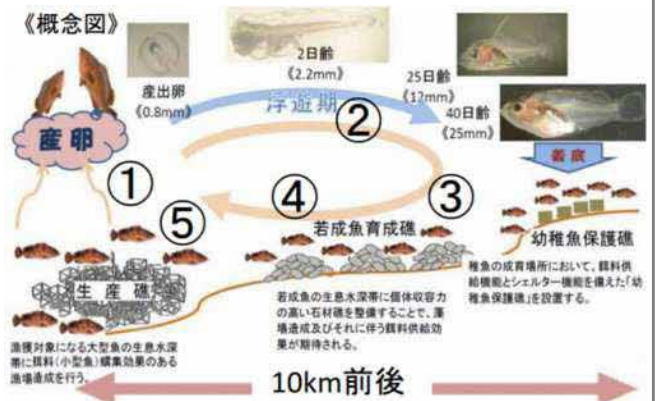 《概念図》
産卵
産出卵
《0.8mm》
2日齢
《2.2mm》
25日齢
《12mm》
40日齢
《25mm》
浮遊期
着底
①
②
③
④
⑤
生産礁
漁獲対象になる大型魚の生息水深
帯に餌料(小型魚)蝟集効果のある
漁場造成を行う。
若成魚育成礁
若成魚の生息水深帯に個体収容力
の高い石材礁を整備することで、藻
場造成及びそれに伴う餌料供給効
果が期待される。
幼稚魚保護礁
稚魚の成育場所において、餌料供
給機能とシェルター機能を備えた「幼
稚魚保護礁」を設置する。
10km前後